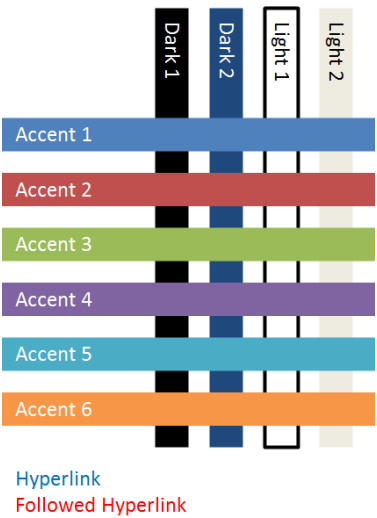 Dark 1
Dark 2
Light 1
Light 2
Accent 1
Accent 2
Accent 3
Accent 4
Accent 5
Accent 6
Hyperlink
Followed Hyperlink